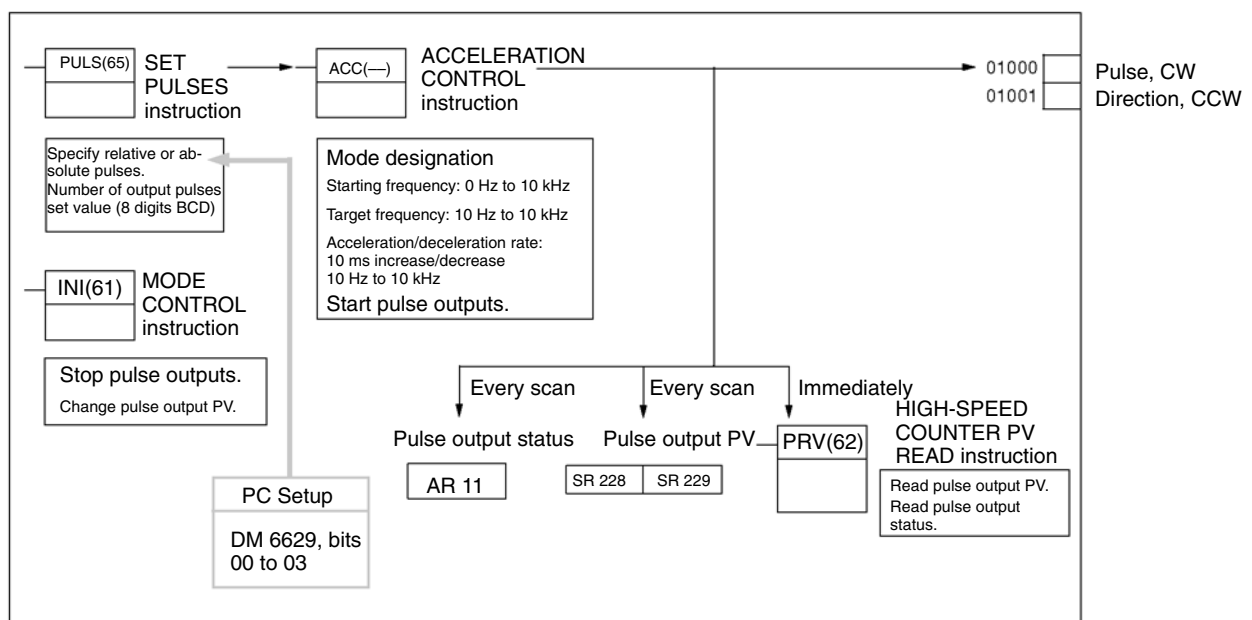 PULS(65)
SET
PULSES
instruction
ACC(—)
ACCELERATION
CONTROL
instruction
01000
Pulse, CW
01001
Direction, CCW
Specify relative or ab-
solute pulses.
Number of output pulses
set value (8 digits BCD)
Mode designation
Starting frequency: 0 Hz to 10 kHz
Target frequency: 10 Hz to 10 kHz
Acceleration/deceleration rate:
10 ms increase/decrease
10 Hz to 10 kHz
Start pulse outputs.
INI(61)
MODE
CONTROL
instruction
Stop pulse outputs.
Change pulse output PV.
PC Setup
DM 6629, bits
00 to 03
Every scan
Every scan
Immediately
Pulse output status
AR 11
Pulse output PV
SR 228
SR 229
PRV(62)
HIGH-SPEED
COUNTER PV
READ instruction
Read pulse output PV.
Read pulse output
status.